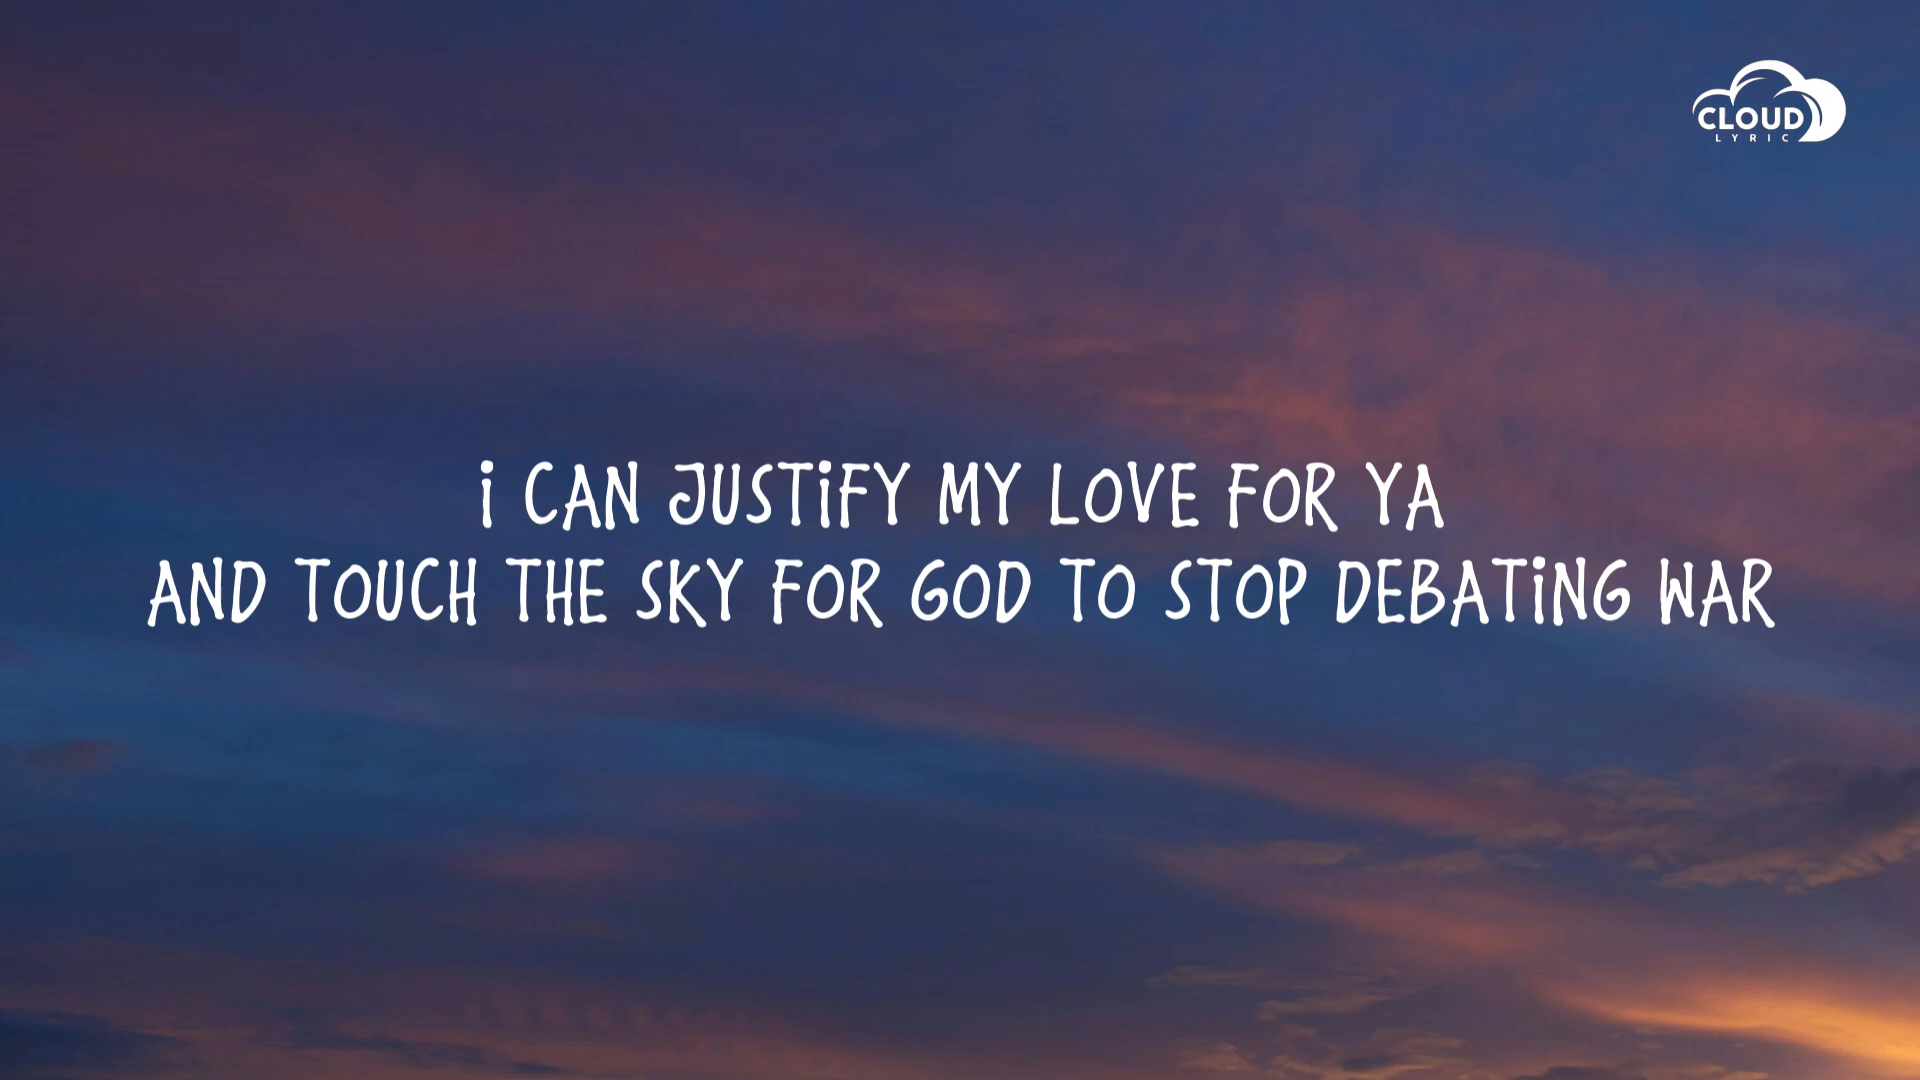 CLOUD
LYRIC
i CAN JUSTiFY MY LOVE FOR YA
AND TOUCH THE SKY FOR GOD TO STOP DEBATiNG WAR